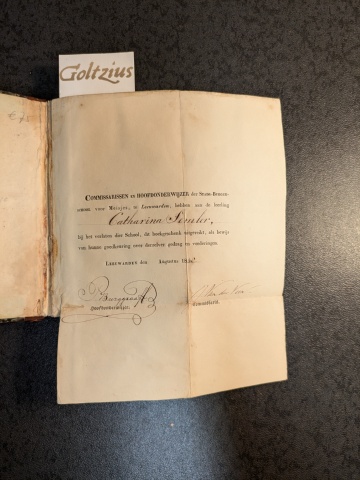 Goltzius
COMMISSARISSEN en HOOFDONDERWIJZER der Stads-Burger-
school voor Meisjes, te Leeuwarden, hebben aan de leerling
Catharina Semler,
bij het verlaten dier School, dit boekgeschenk uitgereikt, als bewijs
van hunne goedkeuring over derzelver gedrag en vorderingen.
LEEUWARDEN den Augustus 18
Hoofdonderwijzer.